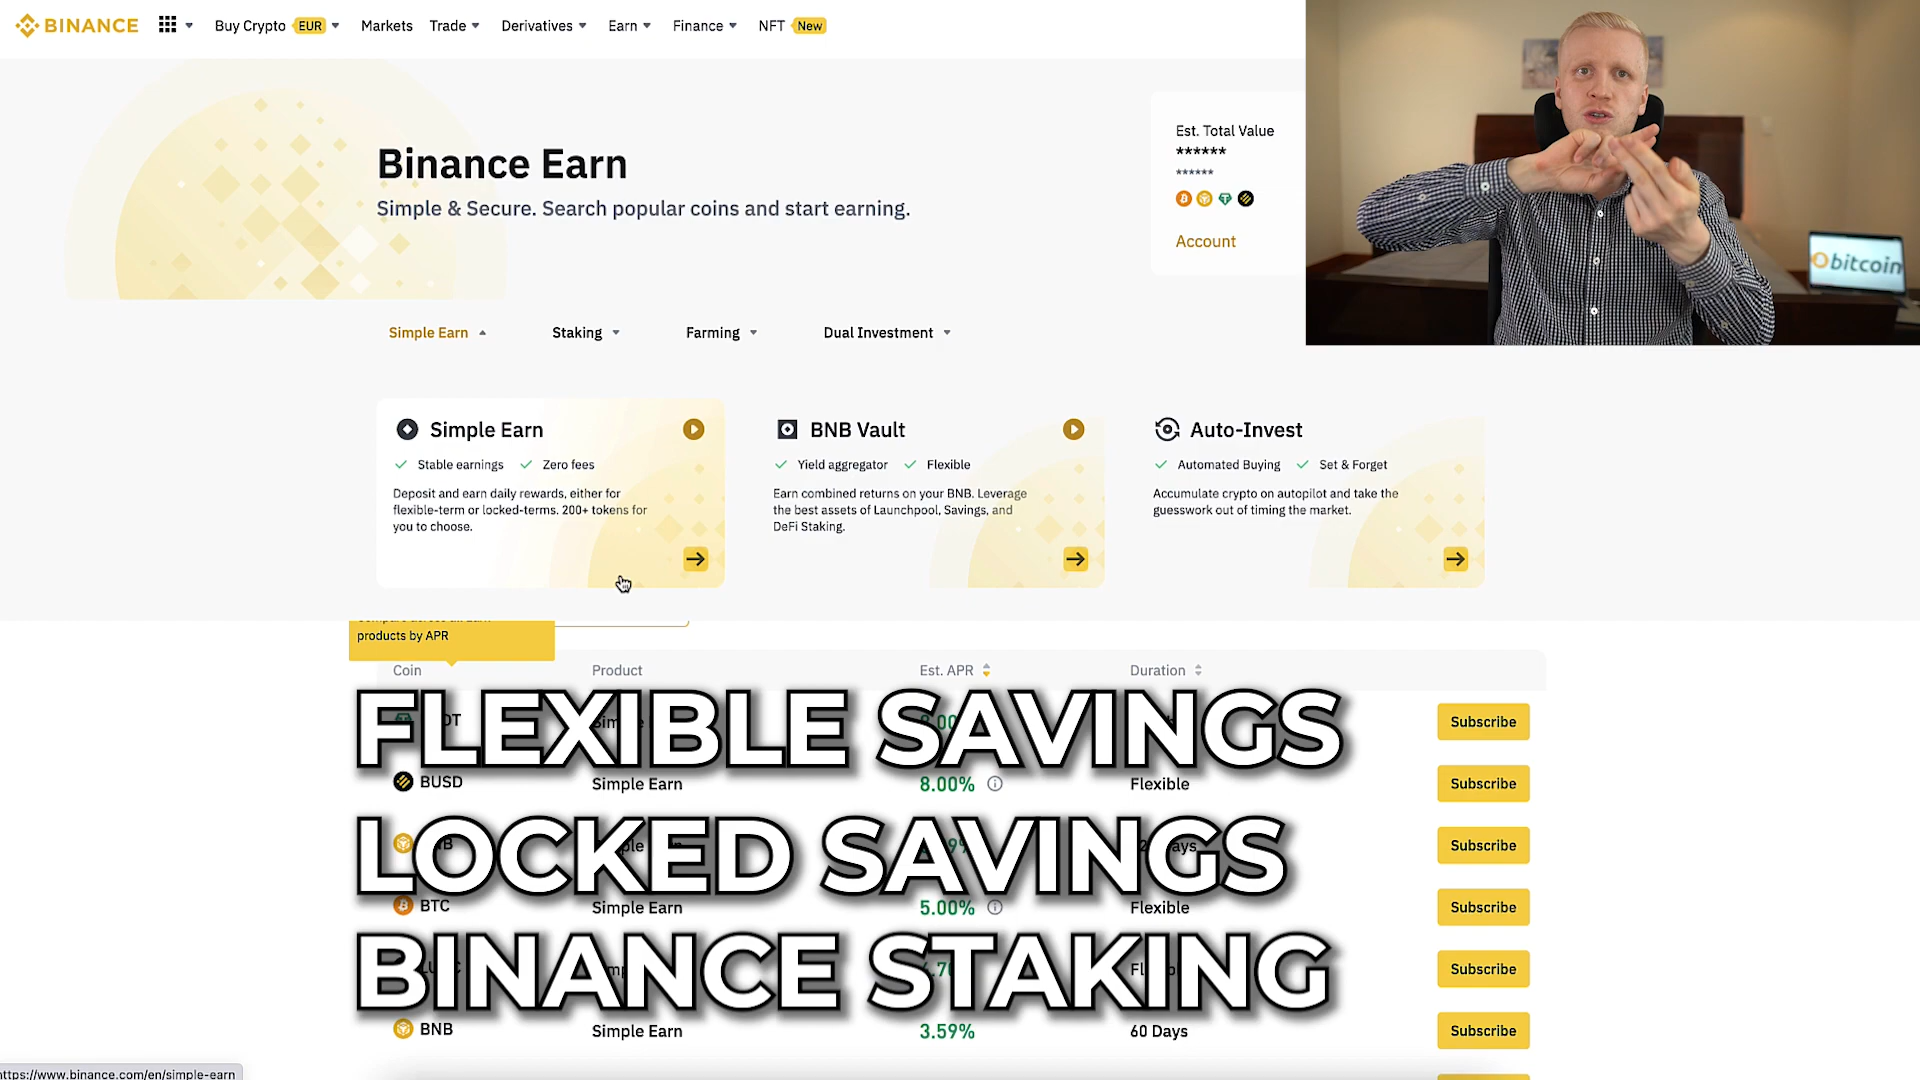 BINANCE
Buy Crypto EUR Markets Trade Derivatives Earn Finance NFT New
Binance Earn
Simple & Secure. Search popular coins and start earning.
Est. Total Value
******
******
Account
bitcoin
Simple Earn Staking Farming Dual Investment
Simple Earn
Stable earnings Zero fees
Deposit and earn daily rewards, either for
flexible-term or locked-terms. 200+ tokens for
you to choose.
BNB Vault
Yield aggregator Flexible
Earn combined returns on your BNB. Leverage
the best assets of Launchpool, Savings, and
DeFi Staking.
Auto-Invest
Automated Buying Set & Forget
Accumulate crypto on autopilot and take the
guesswork out of timing the market.
products by APR
Coin Product Est. APR Duration
FLEXIBLE SAVINGS
Subscribe
BUSD Simple Earn 8.00% Flexible Subscribe
LOCKED SAVINGS
Subscribe
BTC Simple Earn 5.00% Flexible Subscribe
BINANCE STAKING
Subscribe
BNB Simple Earn 3.59% 60 Days Subscribe
https://www.binance.com/en/simple-earn